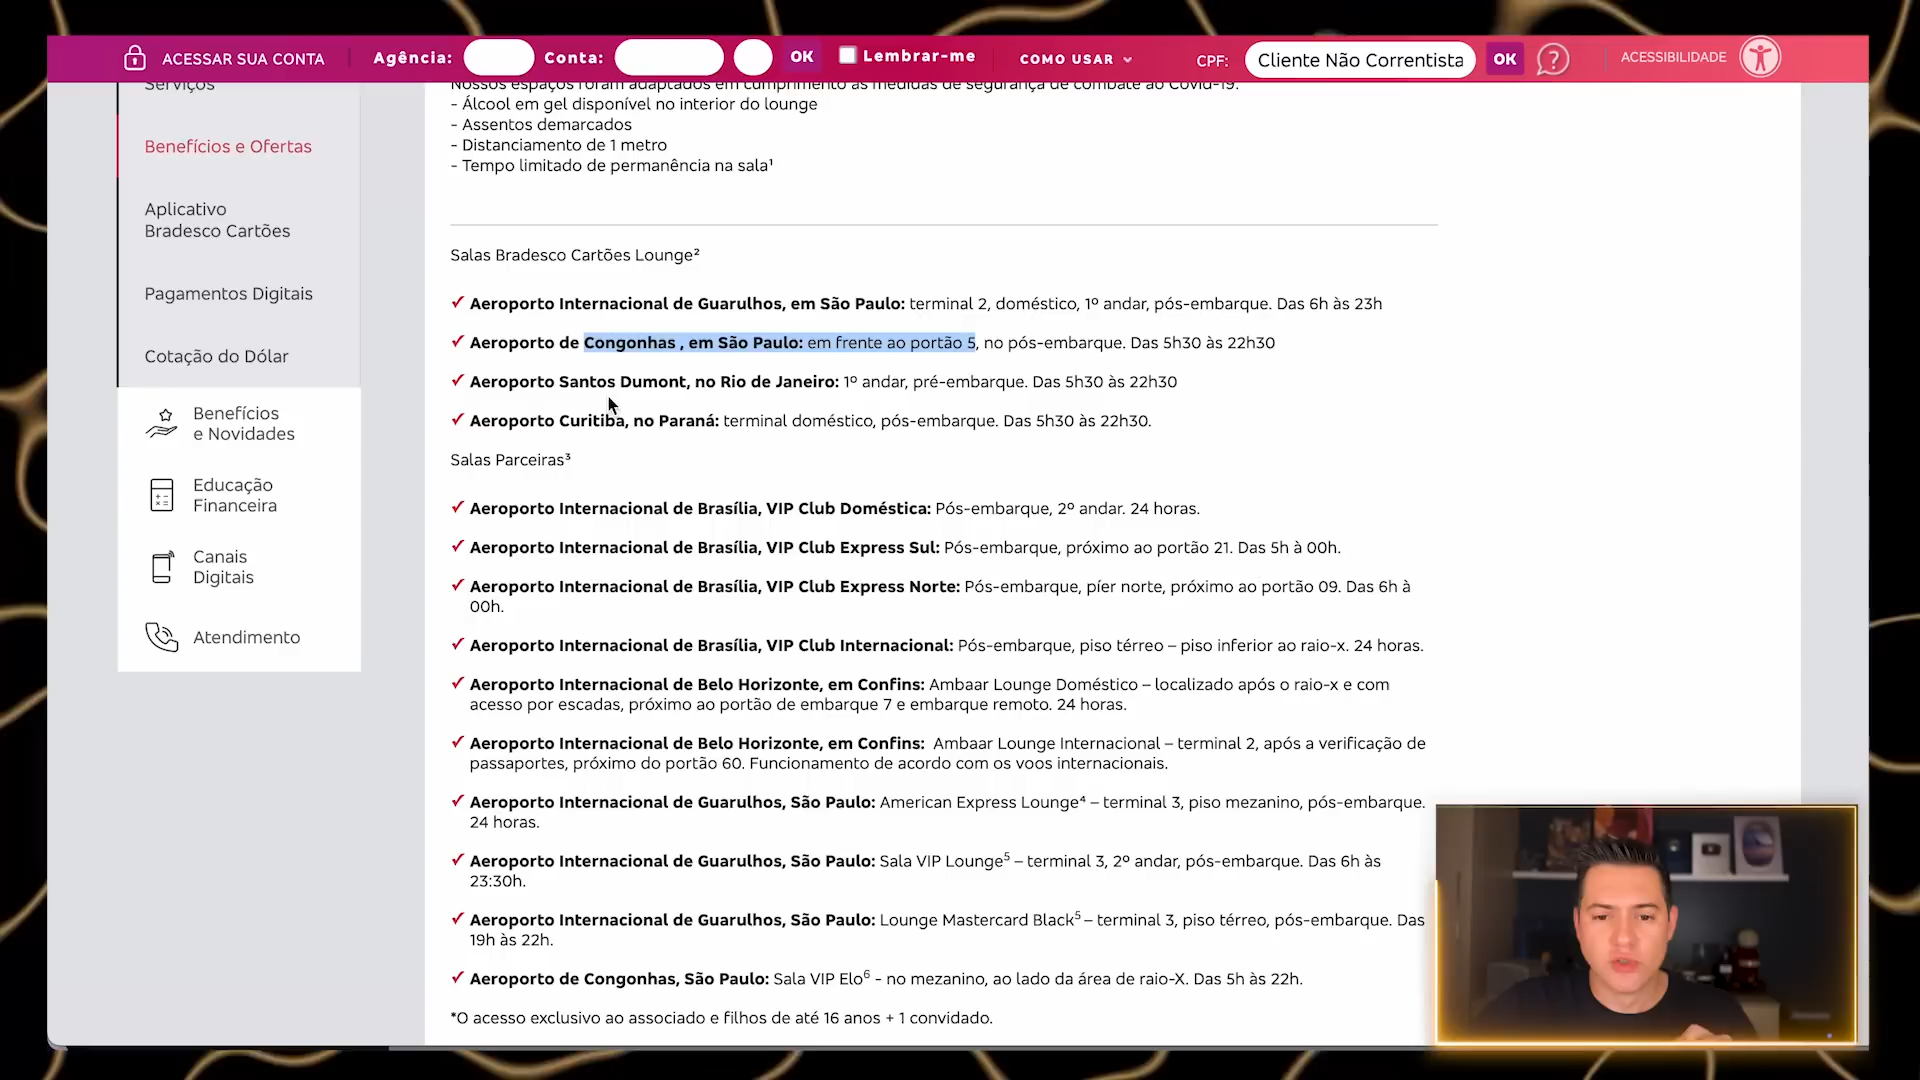 ACESSAR SUA CONTA
Agência:
Conta:
OK
Lembrar-me
COMO USAR
CPF:
Cliente Não Correntista
OK
ACESSIBILIDADE
Serviços
Benefícios e Ofertas
Aplicativo
Bradesco Cartões
Pagamentos Digitais
Cotação do Dólar
Benefícios
e Novidades
Educação
Financeira
Canais
Digitais
Atendimento
Nossos espaços foram adaptados em cumprimento às medidas de segurança de combate ao Covid-19:
- Álcool em gel disponível no interior do lounge
- Assentos demarcados
- Distanciamento de 1 metro
- Tempo limitado de permanência na sala¹
Salas Bradesco Cartões Lounge²
Aeroporto Internacional de Guarulhos, em São Paulo: terminal 2, doméstico, 1º andar, pós-embarque. Das 6h às 23h
Aeroporto de Congonhas , em São Paulo: em frente ao portão 5, no pós-embarque. Das 5h30 às 22h30
Aeroporto Santos Dumont, no Rio de Janeiro: 1º andar, pré-embarque. Das 5h30 às 22h30
Aeroporto Curitiba, no Paraná: terminal doméstico, pós-embarque. Das 5h30 às 22h30.
Salas Parceiras³
Aeroporto Internacional de Brasília, VIP Club Doméstica: Pós-embarque, 2º andar. 24 horas.
Aeroporto Internacional de Brasília, VIP Club Express Sul: Pós-embarque, próximo ao portão 21. Das 5h à 00h.
Aeroporto Internacional de Brasília, VIP Club Express Norte: Pós-embarque, píer norte, próximo ao portão 09. Das 6h à
00h.
Aeroporto Internacional de Brasília, VIP Club Internacional: Pós-embarque, piso térreo – piso inferior ao raio-x. 24 horas.
Aeroporto Internacional de Belo Horizonte, em Confins: Ambaar Lounge Doméstico – localizado após o raio-x e com
acesso por escadas, próximo ao portão de embarque 7 e embarque remoto. 24 horas.
Aeroporto Internacional de Belo Horizonte, em Confins: Ambaar Lounge Internacional – terminal 2, após a verificação de
passaportes, próximo do portão 60. Funcionamento de acordo com os voos internacionais.
Aeroporto Internacional de Guarulhos, São Paulo: American Express Lounge⁴ – terminal 3, piso mezanino, pós-embarque.
24 horas.
Aeroporto Internacional de Guarulhos, São Paulo: Sala VIP Lounge⁵ – terminal 3, 2º andar, pós-embarque. Das 6h às
23:30h.
Aeroporto Internacional de Guarulhos, São Paulo: Lounge Mastercard Black⁵ – terminal 3, piso térreo, pós-embarque. Das
19h às 22h.
Aeroporto de Congonhas, São Paulo: Sala VIP Elo⁶ - no mezanino, ao lado da área de raio-X. Das 5h às 22h.
*O acesso exclusivo ao associado e filhos de até 16 anos + 1 convidado.